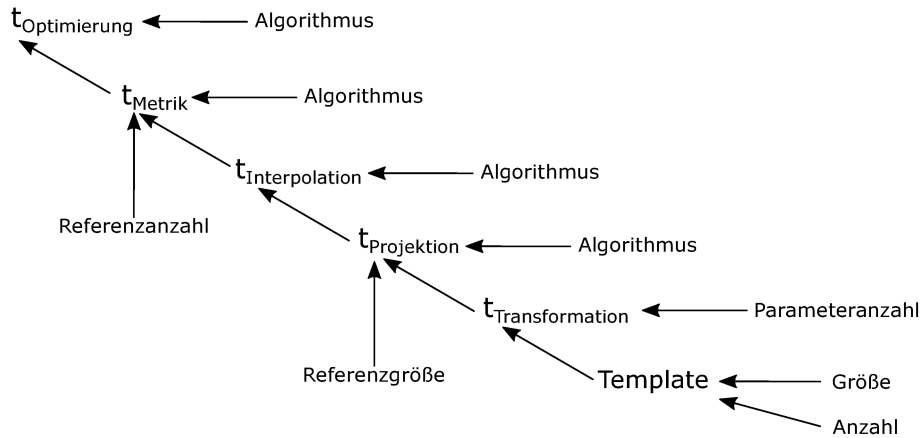 tOptimierung Algorithmus
tMetrik Algorithmus
tInterpolation Algorithmus
Referenzanzahl
tProjektion Algorithmus
tTransformation Parameteranzahl
Referenzgröße
Template Größe
Anzahl